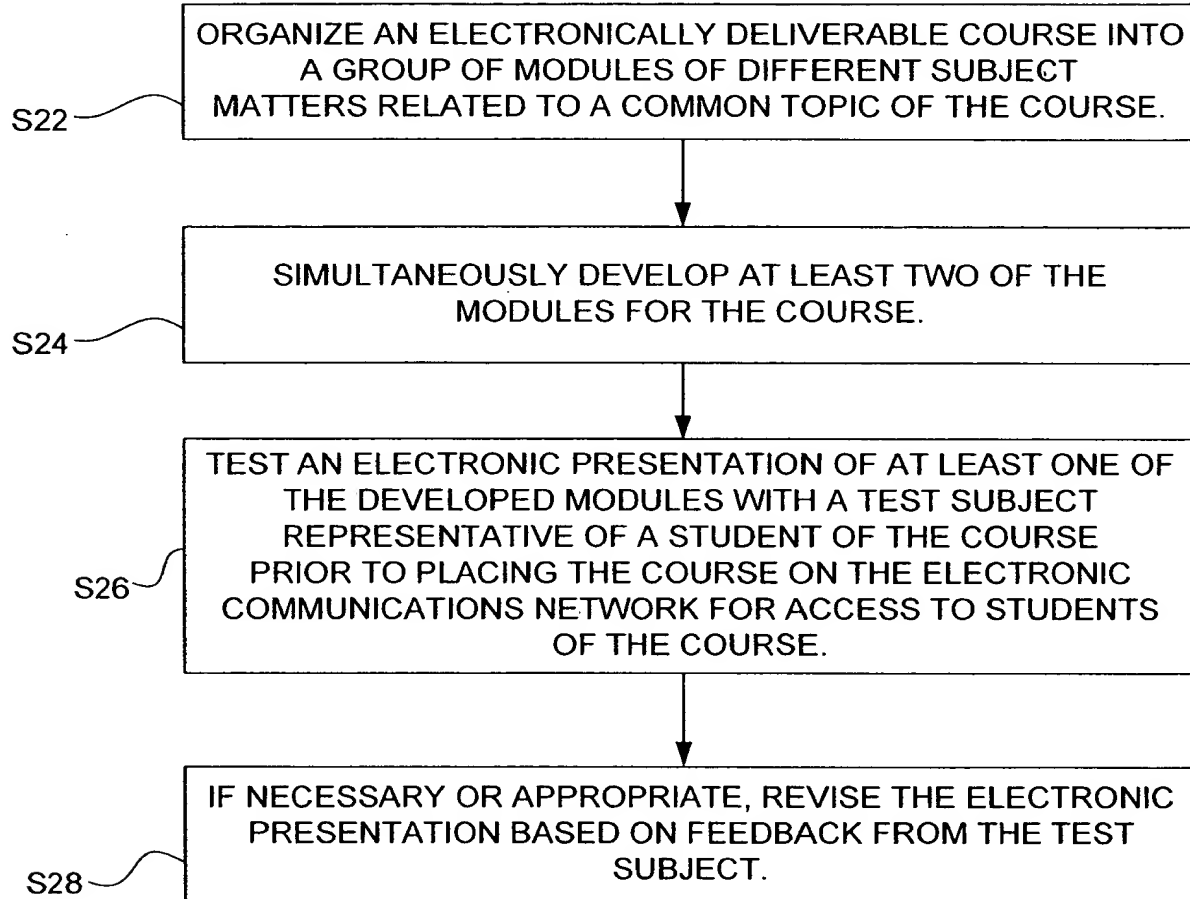 ORGANIZE AN ELECTRONICALLY DELIVERABLE COURSE INTO
A GROUP OF MODULES OF DIFFERENT SUBJECT
MATTERS RELATED TO A COMMON TOPIC OF THE COURSE.
S22
SIMULTANEOUSLY DEVELOP AT LEAST TWO OF THE
MODULES FOR THE COURSE.
S24
TEST AN ELECTRONIC PRESENTATION OF AT LEAST ONE OF
THE DEVELOPED MODULES WITH A TEST SUBJECT
REPRESENTATIVE OF A STUDENT OF THE COURSE
PRIOR TO PLACING THE COURSE ON THE ELECTRONIC
COMMUNICATIONS NETWORK FOR ACCESS TO STUDENTS
OF THE COURSE.
S26
IF NECESSARY OR APPROPRIATE, REVISE THE ELECTRONIC
PRESENTATION BASED ON FEEDBACK FROM THE TEST
SUBJECT.
S28